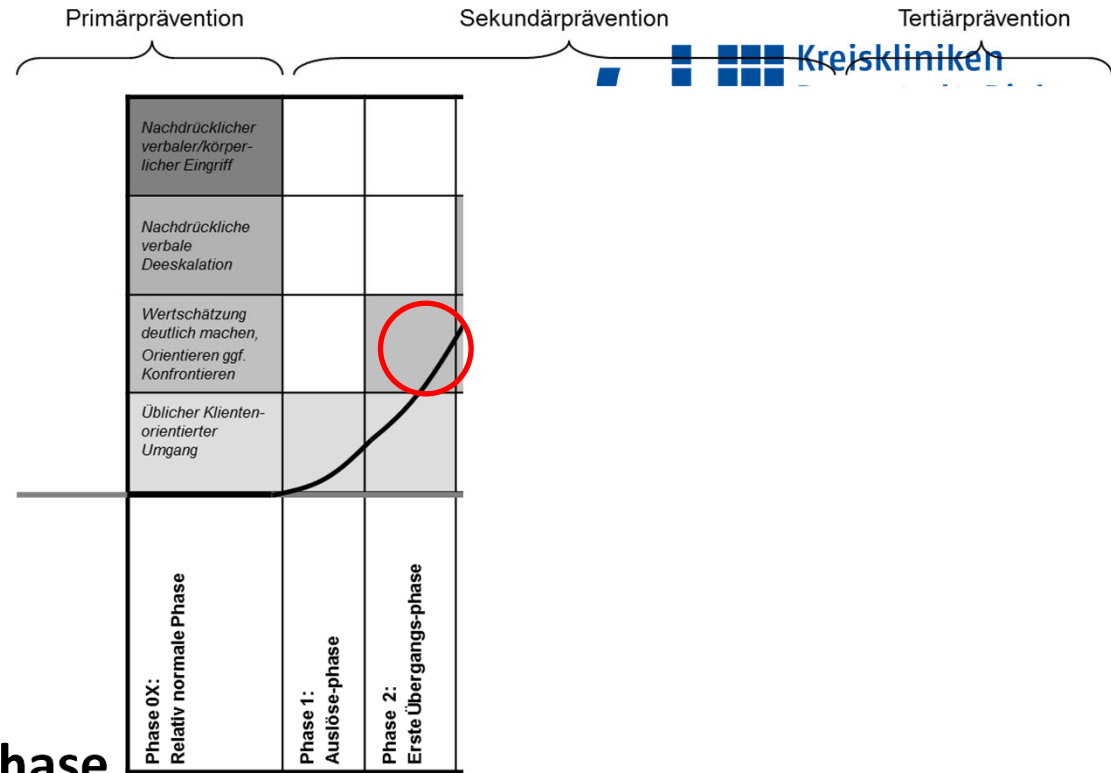 Primärprävention
Sekundärprävention
Tertiärprävention
Kreiskliniken
Nachdrücklicher
verbaler/körper-
licher Eingriff
Nachdrückliche
verbale
Deeskalation
Wertschätzung
deutlich machen,
Orientieren ggf.
Konfrontieren
Üblicher Klienten-
orientierter
Umgang
Phase 0X:
Relativ normale Phase
Phase 1:
Auslöse-phase
Phase 2:
Erste Übergangs-phase
hase